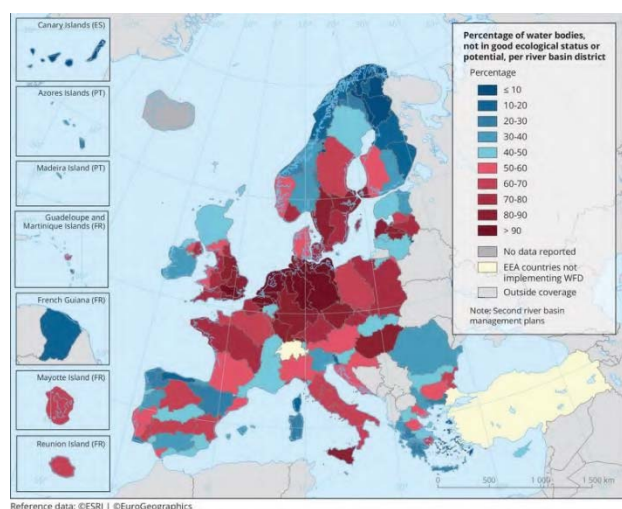 Canary Islands (ES)
Azores Islands (PT)
Madeira Island (PT)
Guadeloupe and
Martinique Islands (FR)
French Guiana (FR)
Mayotte Island (FR)
Reunion Island (FR)
Percentage of water bodies,
not in good ecological status or
potential, per river basin district
Percentage
≤ 10
10-20
20-30
30-40
40-50
50-60
60-70
70-80
80-90
> 90
No data reported
EEA countries not
implementing WFD
Outside coverage
Note: Second river basin
management plans
0 500 1 000 1 500 km
Reference data: ©ESRI | ©EuroGeographics